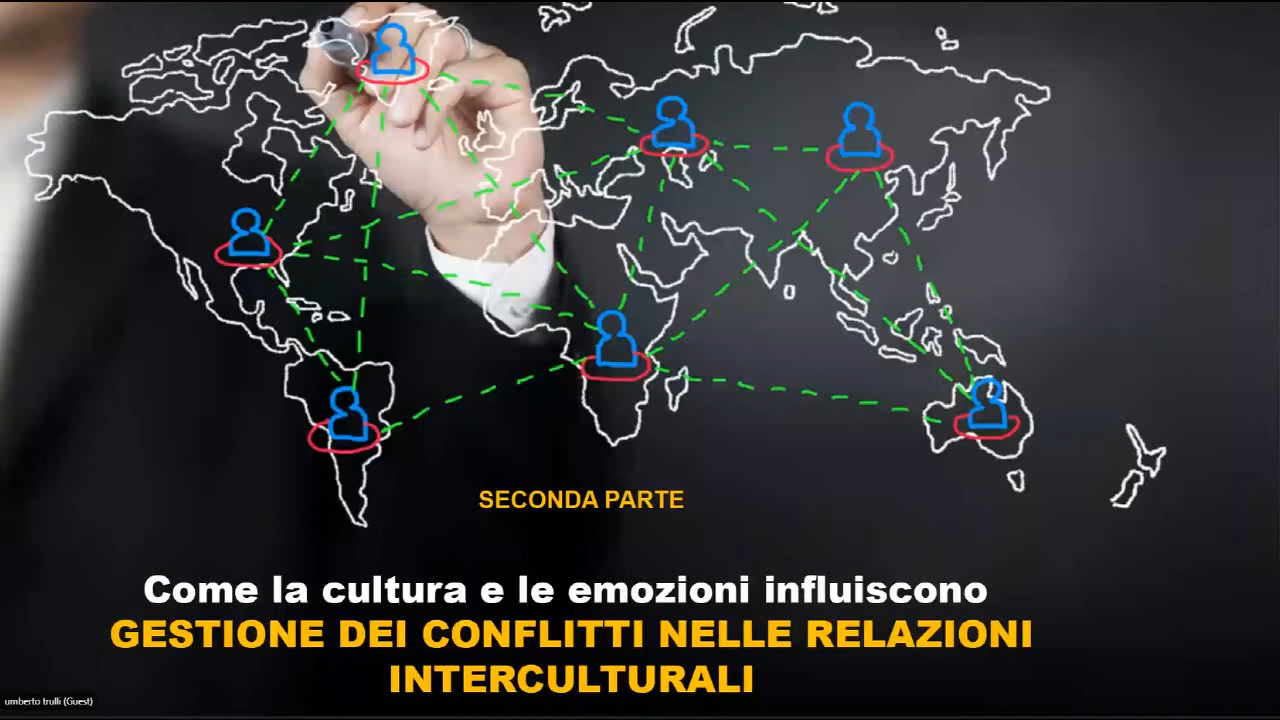 SECONDA PARTE
Come la cultura e le emozioni influiscono
GESTIONE DEI CONFLITTI NELLE RELAZIONI
INTERCULTURALI
umberto trulli (Guest)